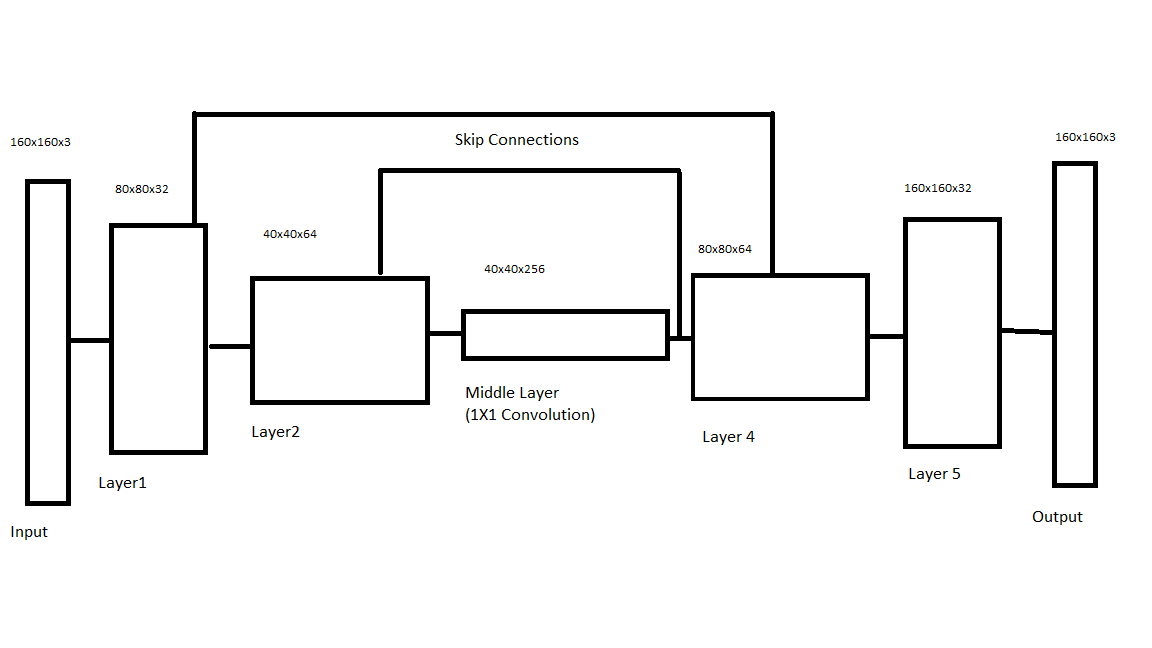 160x160x3
80x80x32
40x40x64
Skip Connections
40x40x256
80x80x64
160x160x32
160x160x3
Input
Layer1
Layer2
Middle Layer
(1X1 Convolution)
Layer 4
Layer 5
Output